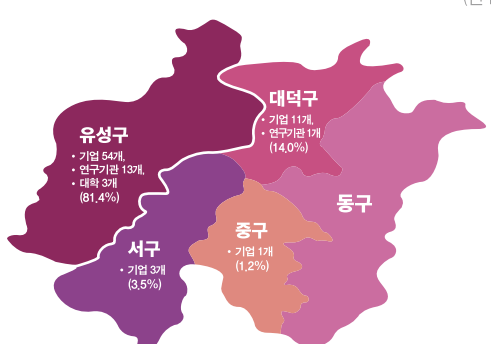 유성구
• 기업 54개,
• 연구기관 13개,
• 대학 3개
(81.4%)
대덕구
• 기업 11개,
• 연구기관 1개
(14.0%)
동구
중구
• 기업 1개
(1.2%)
서구
• 기업 3개
(3.5%)